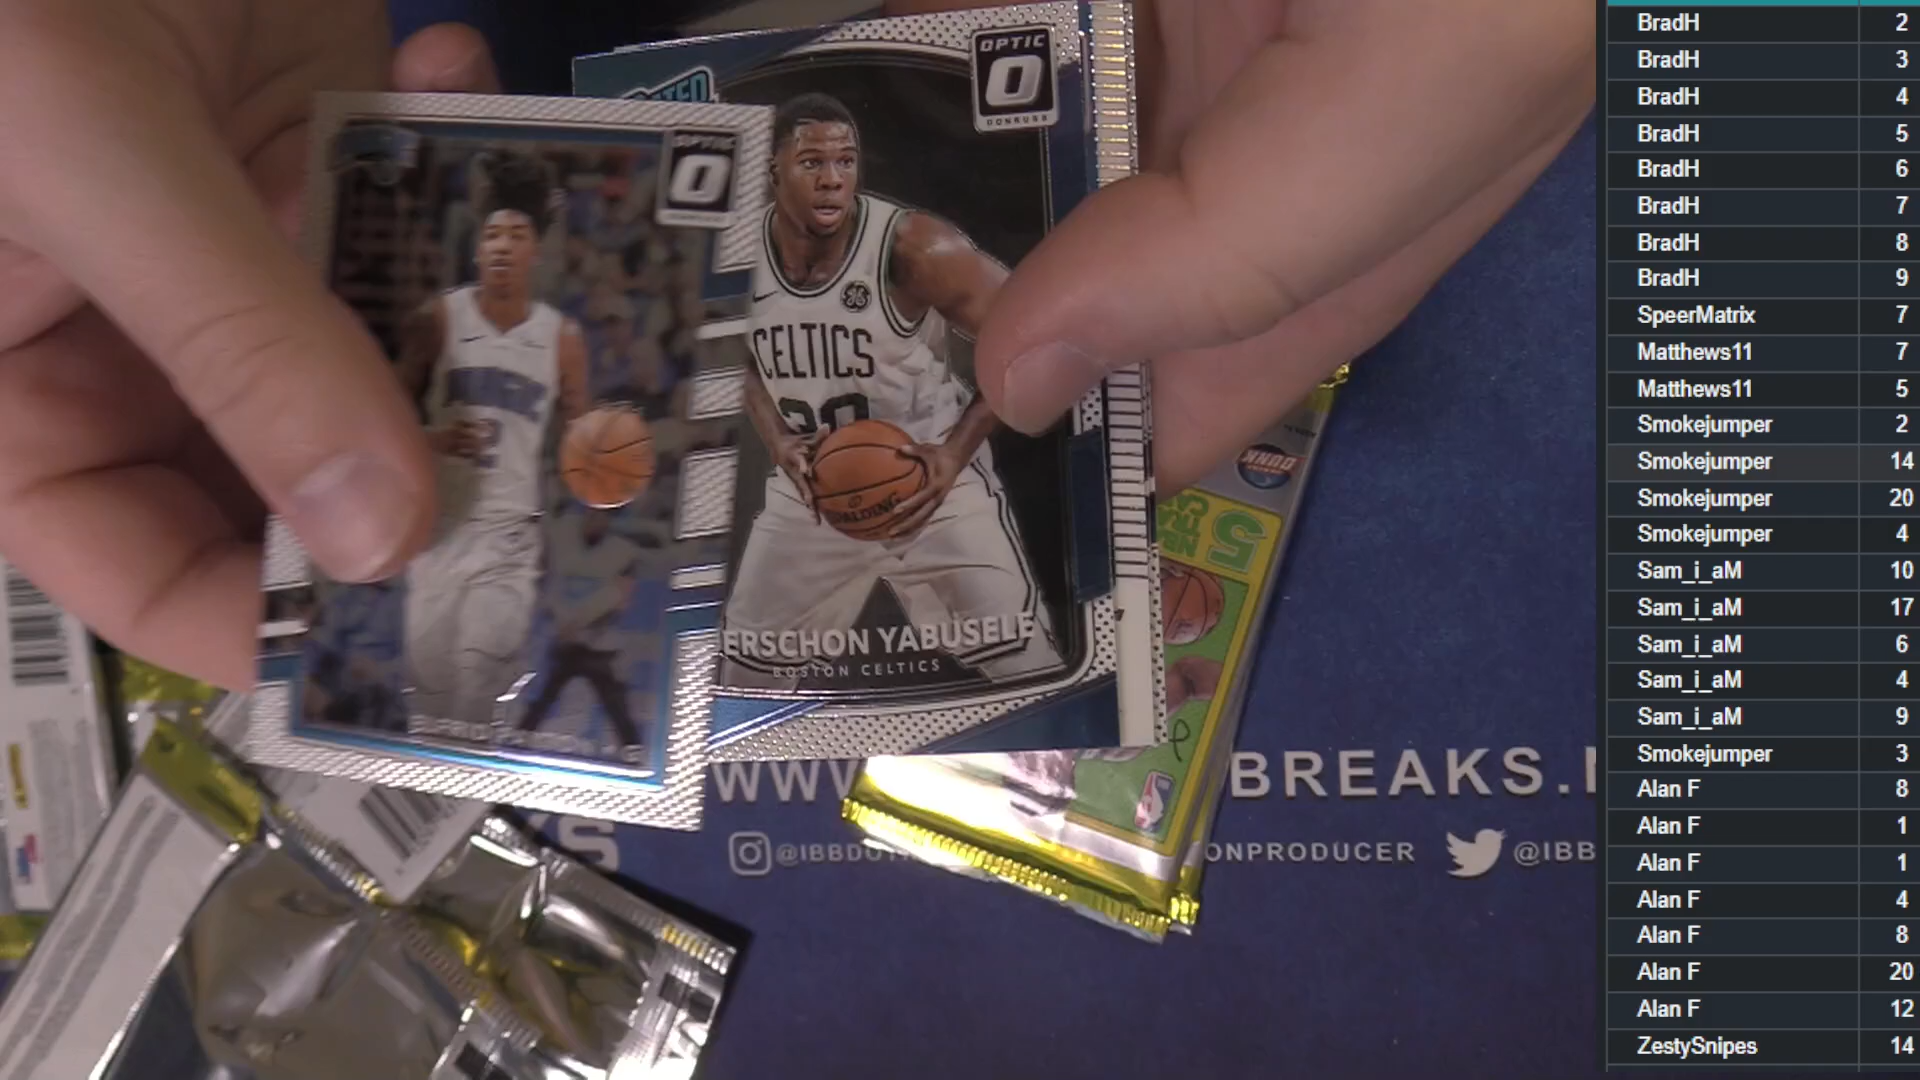 OPTIC
DONRUSS
OPTIC
CELTICS
SPALDING
ERSCHON YABUSELE
BOSTON CELTICS
5
WWW
BREAKS.
@IBBDO
ONPRODUCER
@IBB
BradH 2
BradH 3
BradH 4
BradH 5
BradH 6
BradH 7
BradH 8
BradH 9
SpeerMatrix 7
Matthews11 7
Matthews11 5
Smokejumper 2
Smokejumper 14
Smokejumper 20
Smokejumper 4
Sam_i_aM 10
Sam_i_aM 17
Sam_i_aM 6
Sam_i_aM 4
Sam_i_aM 9
Smokejumper 3
Alan F 8
Alan F 1
Alan F 1
Alan F 4
Alan F 8
Alan F 20
Alan F 12
ZestySnipes 14